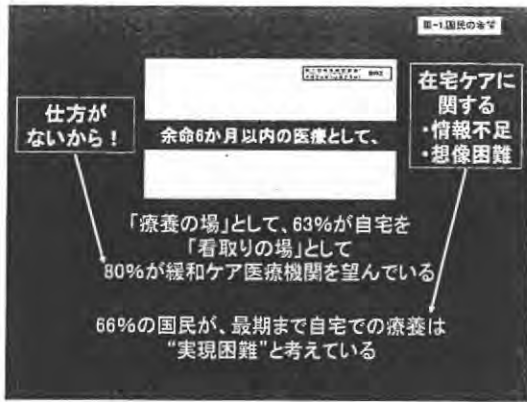 Ⅲ-1.国民の希望
仕方が
ないから！
余命6か月以内の医療として、
在宅ケアに
関する
・情報不足
・想像困難
「療養の場」として、63%が自宅を
「看取りの場」として
80%が緩和ケア医療機関を望んでいる
66%の国民が、最期まで自宅での療養は
“実現困難”と考えている